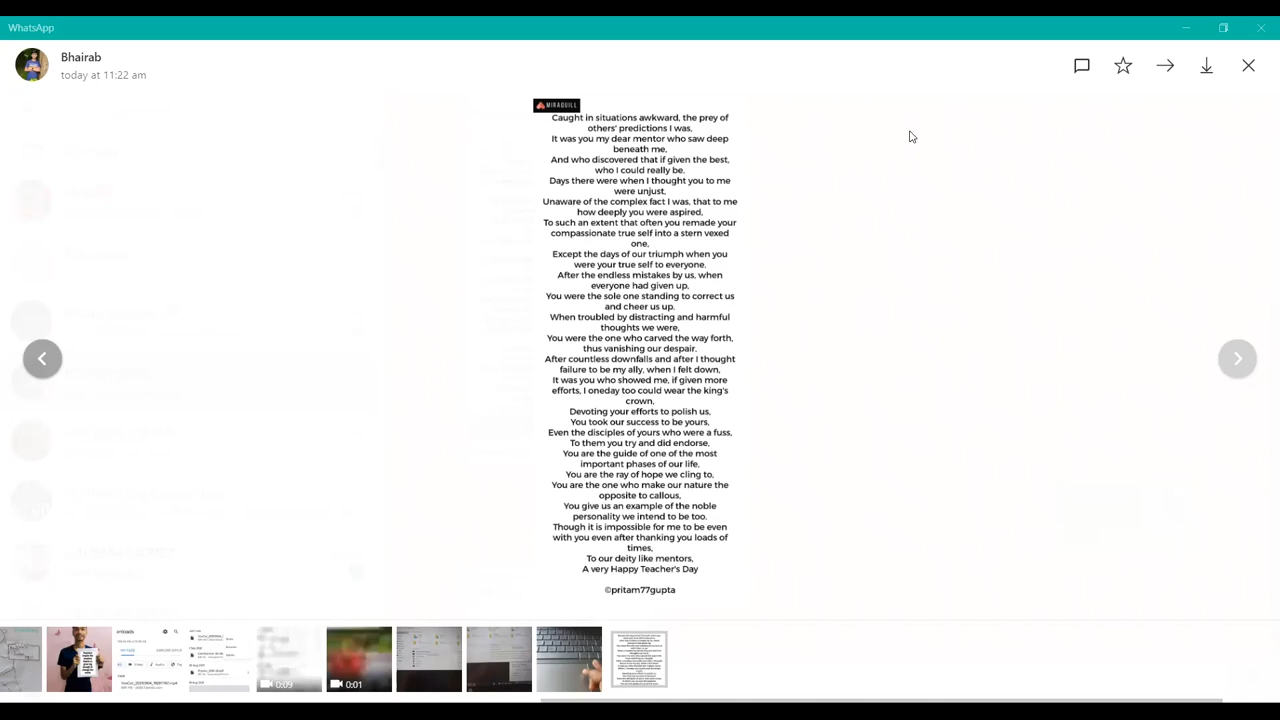 WhatsApp
Bhairab
today at 11:22 am
MIRAQUILL
Caught in situations awkward, the prey of
others' predictions I was,
It was you my dear mentor who saw deep
beneath me,
And who discovered that if given the best,
who I could really be.
Days there were when I thought you to me
were unjust,
Unaware of the complex fact I was, that to me
how deeply you were aspired,
To such an extent that often you remade your
compassionate true self into a stern vexed
one,
Except the days of our triumph when you
were your true self to everyone.
After the endless mistakes by us, when
everyone had given up,
You were the sole one standing to correct us
and cheer us up.
When troubled by distracting and harmful
thoughts we were,
You were the one who carved the way forth,
thus vanishing our despair.
After countless downfalls and after I thought
failure to be my ally, when I felt down,
It was you who showed me, if given more
efforts, I oneday too could wear the king's
crown,
Devoting your efforts to polish us,
You took our success to be yours,
Even the disciples of yours who were a fuss,
To them you try and did endorse,
You are the guide of one of the most
important phases of our life,
You are the ray of hope we cling to,
You are the one who make our nature the
opposite to callous,
You give us an example of the noble
personality we intend to be too.
Though it is impossible for me to be even
with you even after thanking you loads of
times,
To our deity like mentors,
A very Happy Teacher's Day
©pritam77gupta
0:09
0:01